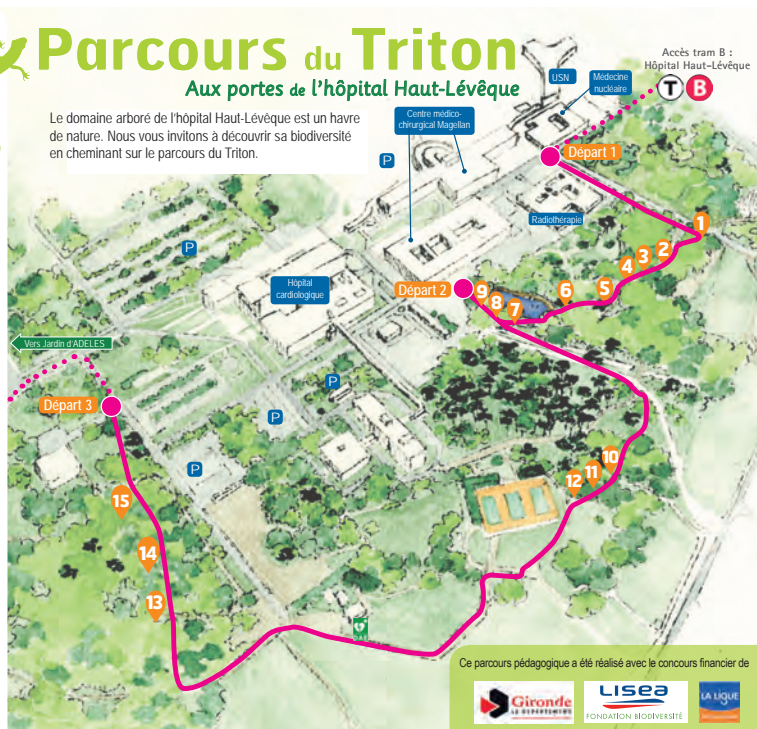 Parcours du Triton
Aux portes de l'hôpital Haut-Lévêque
Le domaine arboré de l'hôpital Haut-Lévêque est un havre
de nature. Nous vous invitons à découvrir sa biodiversité
en cheminant sur le parcours du Triton.
Accès tram B :
Hôpital Haut-Lévêque
T B
USN
Médecine
nucléaire
Centre médico-
chirurgical Magellan
P
Départ 1
Radiothérapie
1
2
3
4
5
6
7
8
9
Départ 2
P
Hôpital
cardiologique
Vers Jardin d'ADELES
Départ 3
P
P
P
10
11
12
15
14
13
DAE
Ce parcours pédagogique a été réalisé avec le concours financier de
Gironde
LE DEPARTEMENT
LISEA
FONDATION BIODIVERSITÉ
LA LIGUE